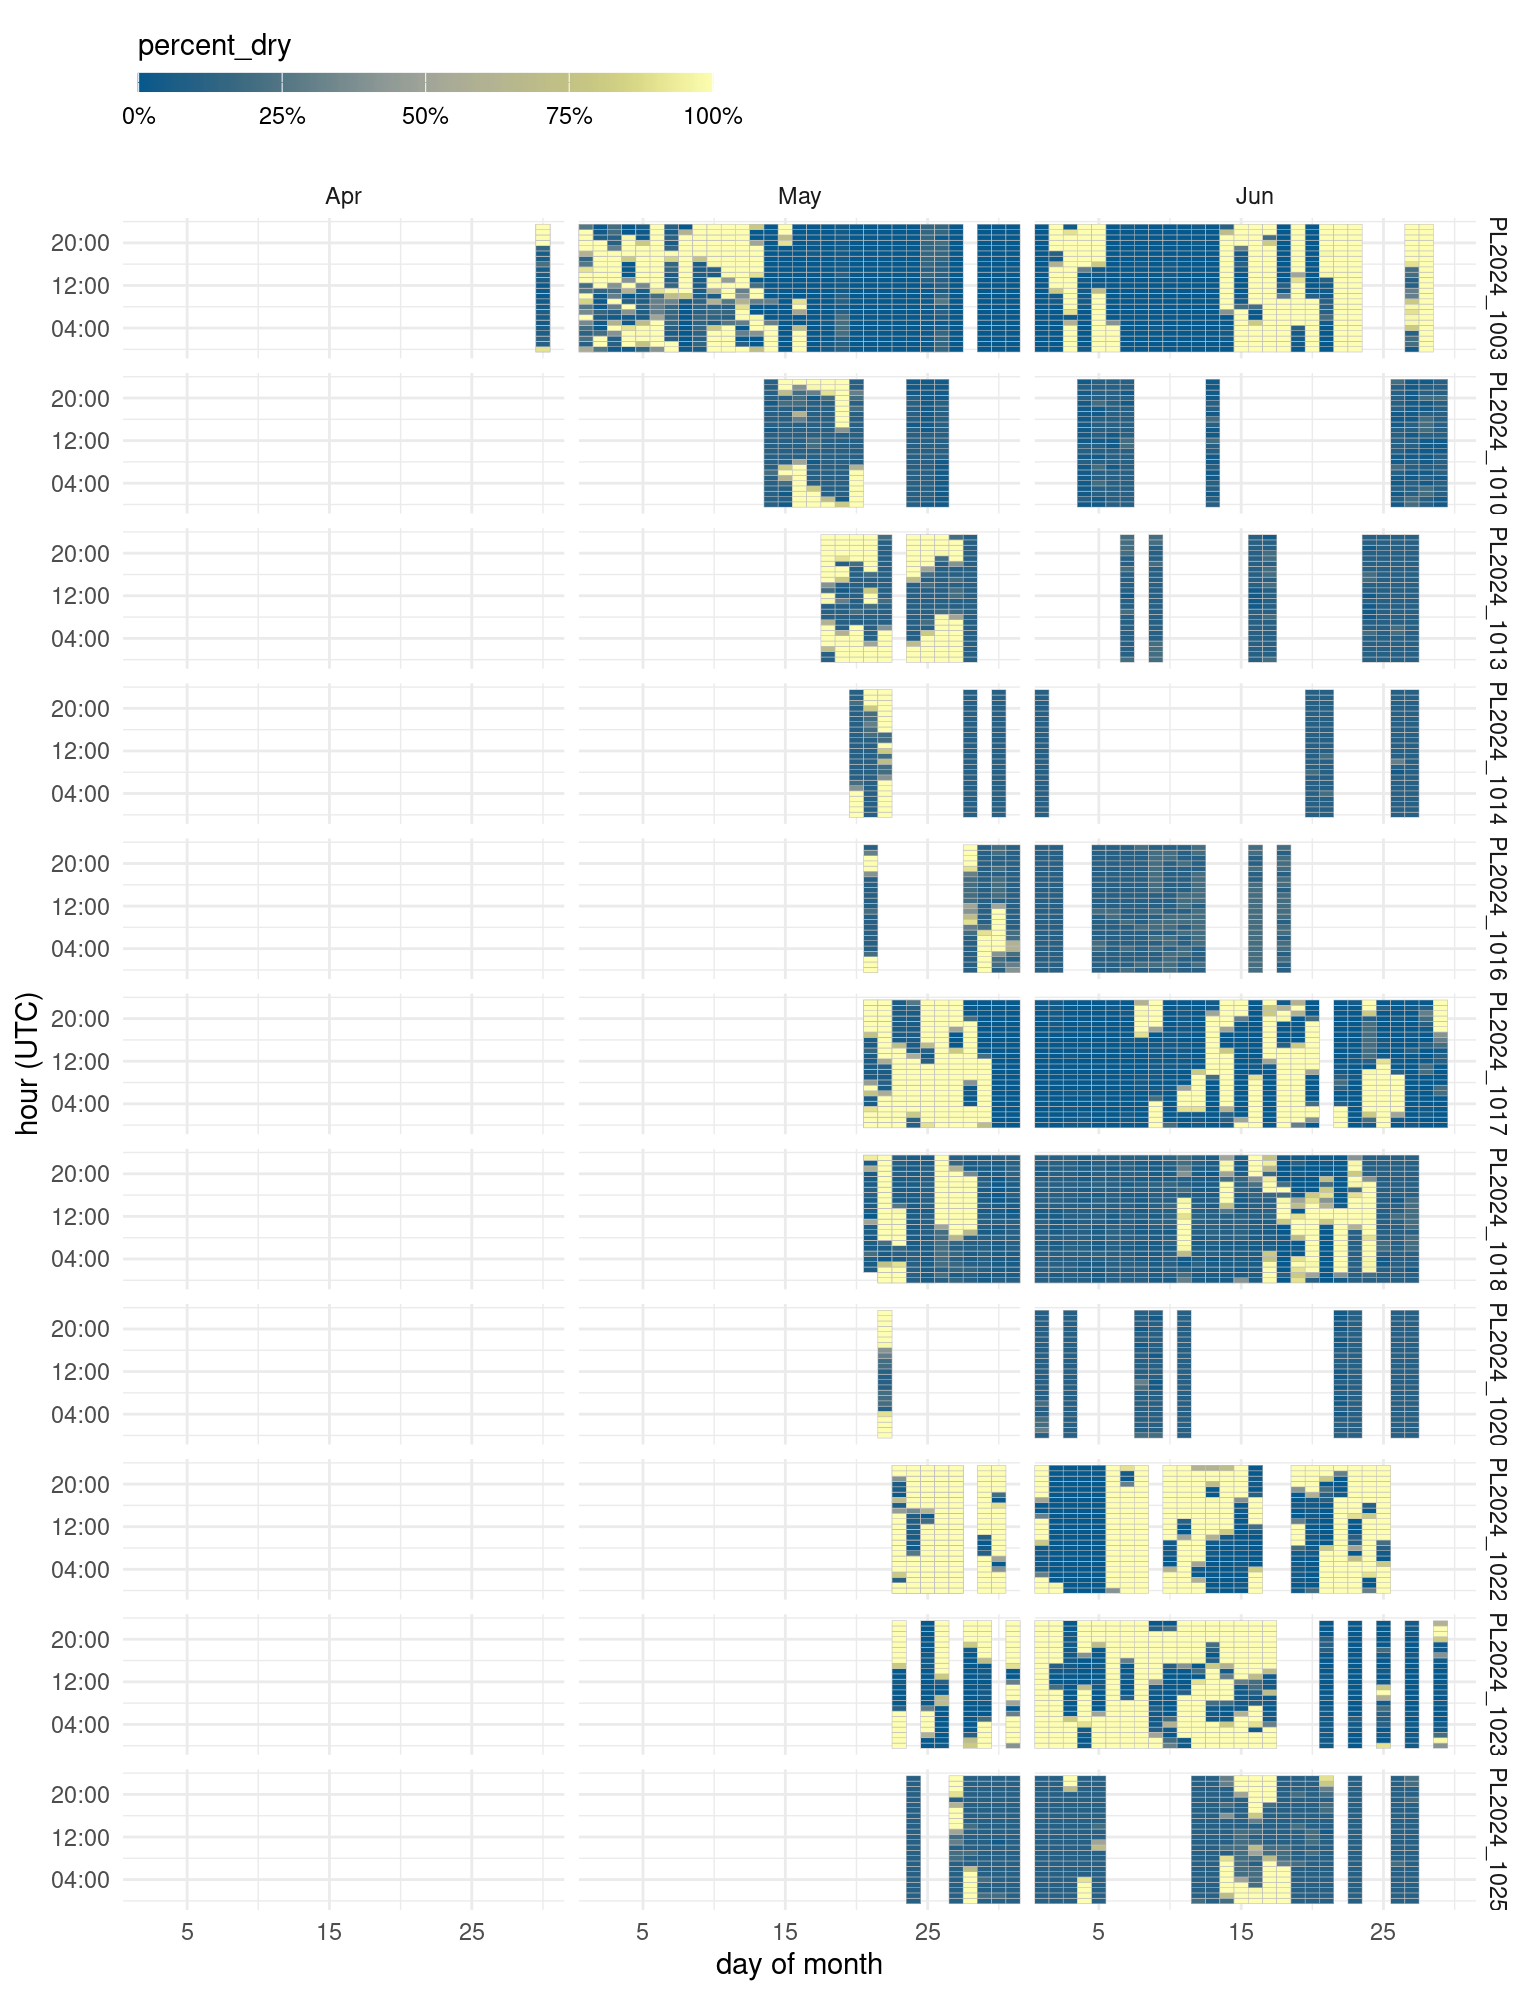 percent_dry
0% 25% 50% 75% 100%
Apr May Jun
PL2024_1003
20:00
12:00
04:00
PL2024_1010
20:00
12:00
04:00
PL2024_1013
20:00
12:00
04:00
PL2024_1014
20:00
12:00
04:00
PL2024_1016
20:00
12:00
04:00
PL2024_1017
20:00
12:00
04:00
PL2024_1018
20:00
12:00
04:00
PL2024_1020
20:00
12:00
04:00
PL2024_1022
20:00
12:00
04:00
PL2024_1023
20:00
12:00
04:00
PL2024_1025
20:00
12:00
04:00
hour (UTC)
5 15 25 5 15 25 5 15 25
day of month